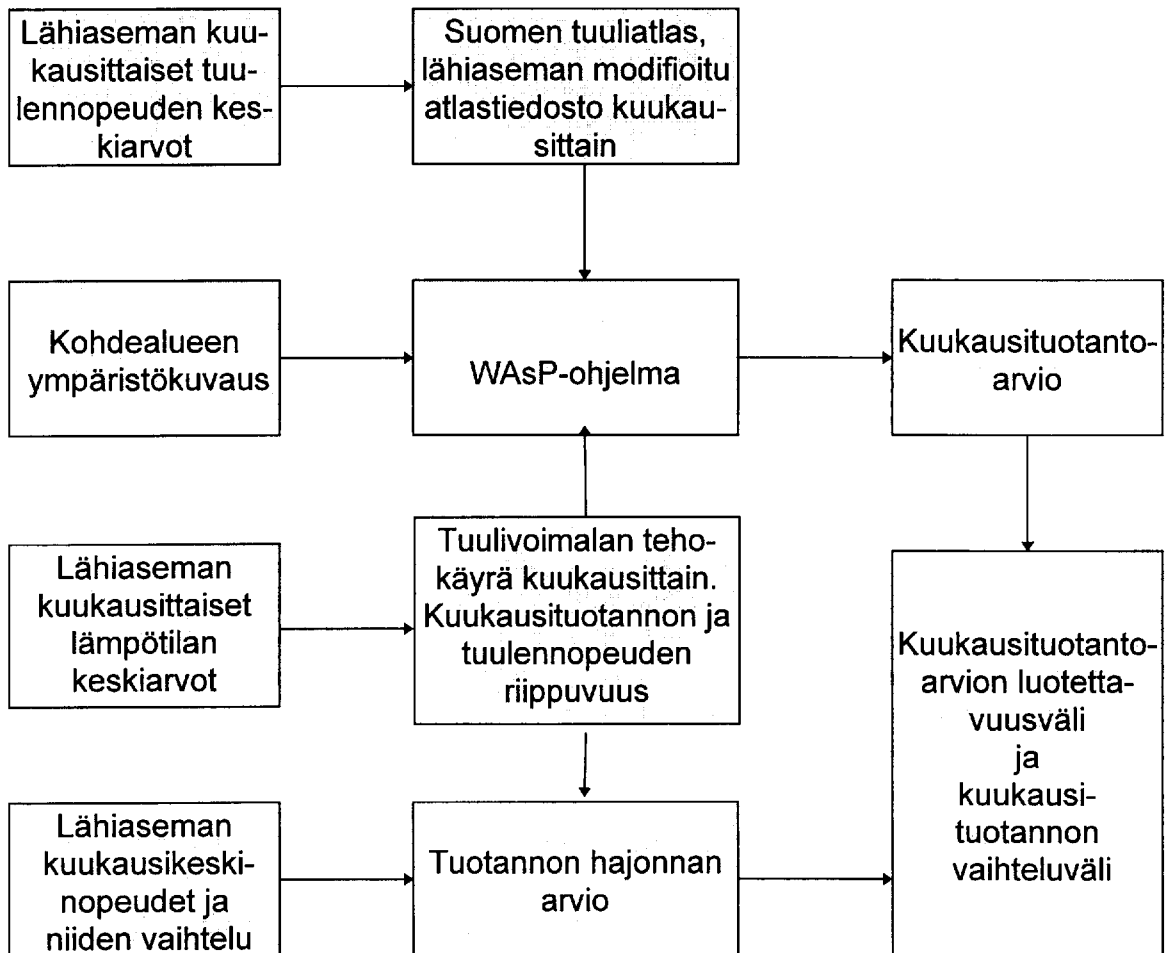 Lähiaseman kuu-
kausittaiset tuu-
lennopeuden kes-
kiarvot
Suomen tuuliatlas,
lähiaseman modifioitu
atlastiedosto kuukau-
sittain
Kohdealueen
ympäristökuvaus
WAsP-ohjelma
Kuukausituotanto-
arvio
Lähiaseman
kuukausittaiset
lämpötilan
keskiarvot
Tuulivoimalan teho-
käyrä kuukausittain.
Kuukausituotannon ja
tuulennopeuden
riippuvuus
Kuukausituotanto-
arvion luotetta-
vuusväli
ja
kuukausi-
tuotannon
vaihteluväli
Lähiaseman
kuukausikeski-
nopeudet ja
niiden vaihtelu
Tuotannon hajonnan
arvio